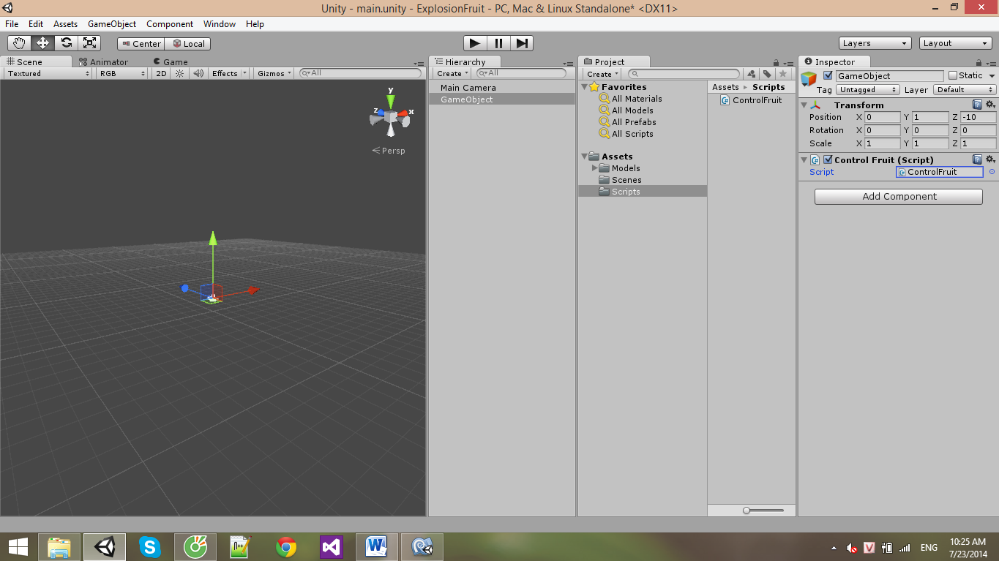 Unity - main.unity - ExplosionFruit - PC, Mac & Linux Standalone* <DX11>
File Edit Assets GameObject Component Window Help
Center Local Layers Layout
Scene Animator Game
Textured RGB 2D Effects Gizmos All
y
z x
Persp
Hierarchy
Create All
Main Camera
GameObject
Project
Create
Favorites
All Materials
All Models
All Prefabs
All Scripts
Assets
Models
Scenes
Scripts
Assets ▸ Scripts
ControlFruit
Inspector
GameObject Static
Tag Untagged Layer Default
Transform
Position X 0 Y 1 Z -10
Rotation X 0 Y 0 Z 0
Scale X 1 Y 1 Z 1
Control Fruit (Script)
Script ControlFruit
Add Component
ENG 10:25 AM
7/23/2014